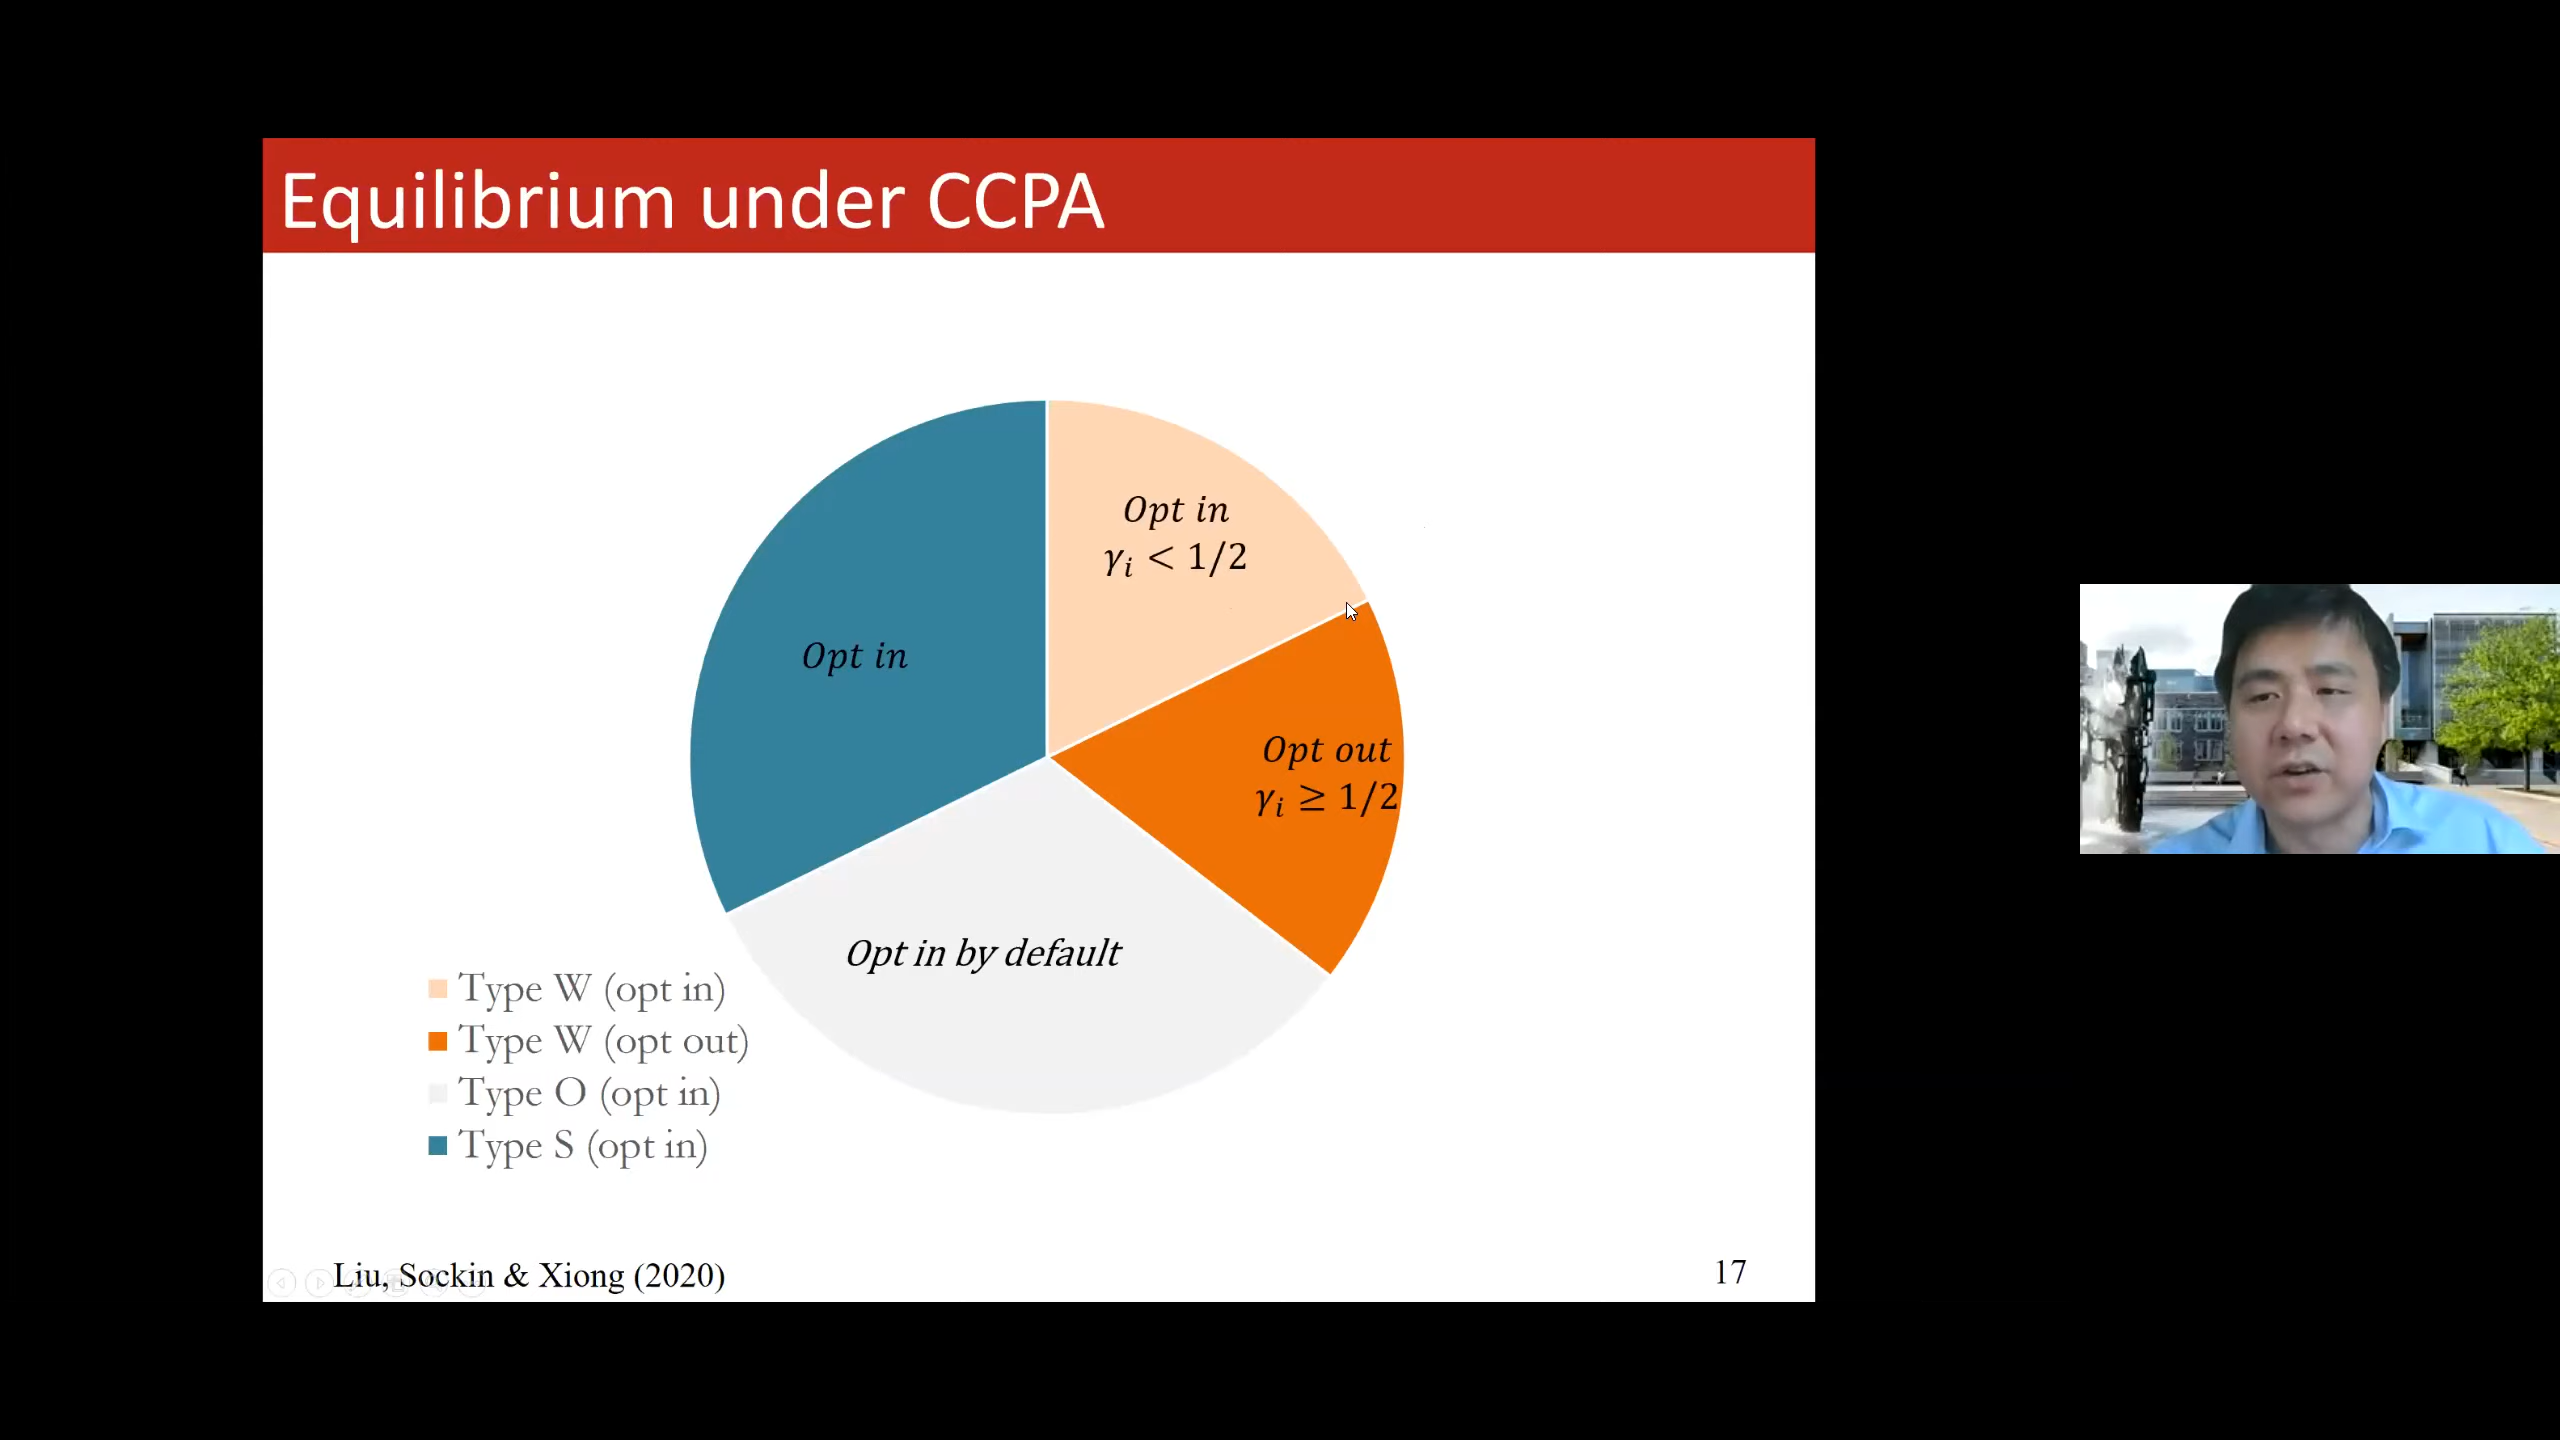 Equilibrium under CCPA
Opt in
γᵢ < 1/2
Opt in
Opt out
γᵢ ≥ 1/2
Opt in by default
Type W (opt in)
Type W (opt out)
Type O (opt in)
Type S (opt in)
Liu, Sockin & Xiong (2020)
17